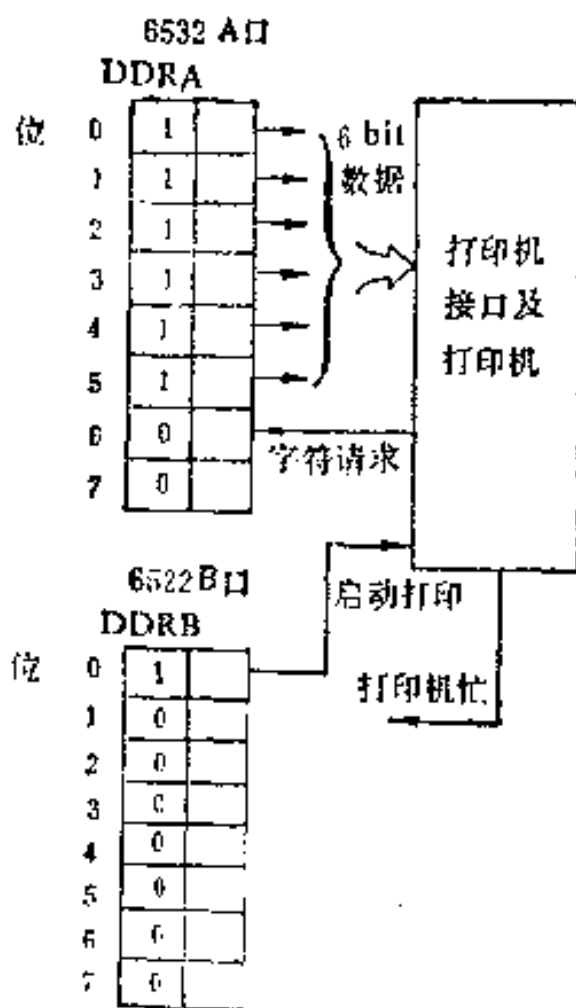 6532 A口
DDRA
位 0 1
1 1
2 1
3 1
4 1
5 1
6 0
7 0
6 bit
数据
打印机
接口及
打印机
字符请求
6522 B口
DDRB
启动打印
打印机忙
位 0 1
1 0
2 0
3 0
4 0
5 0
6 0
7 0